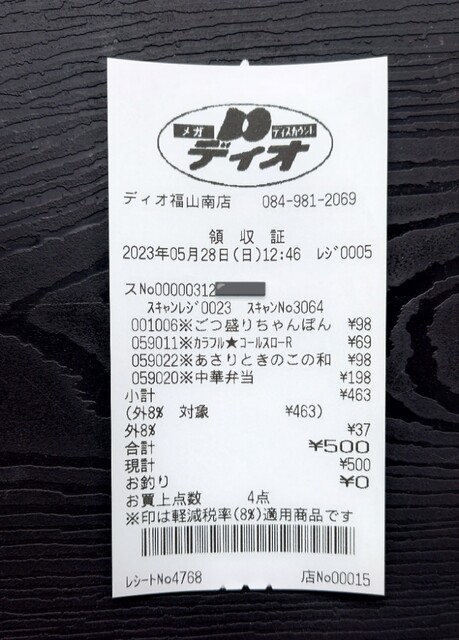 メガ ディスカウント
ディオ
ディオ福山南店 084-981-2069
領収証
2023年05月28日(日)12:46 レジ0005
スNo00000312
スキャンレジ0023 スキャンNo3064
001006※ごつ盛りちゃんぽん ¥98
059011※カラフル★コールスローR ¥69
059022※あさりときのこの和 ¥98
059020※中華弁当 ¥198
小計 ¥463
(外8% 対象 ¥463)
外8% ¥37
合計 ¥500
現計 ¥500
お釣り ¥0
お買上点数 4点
※印は軽減税率(8%)適用商品です
レシートNo4768 店No00015